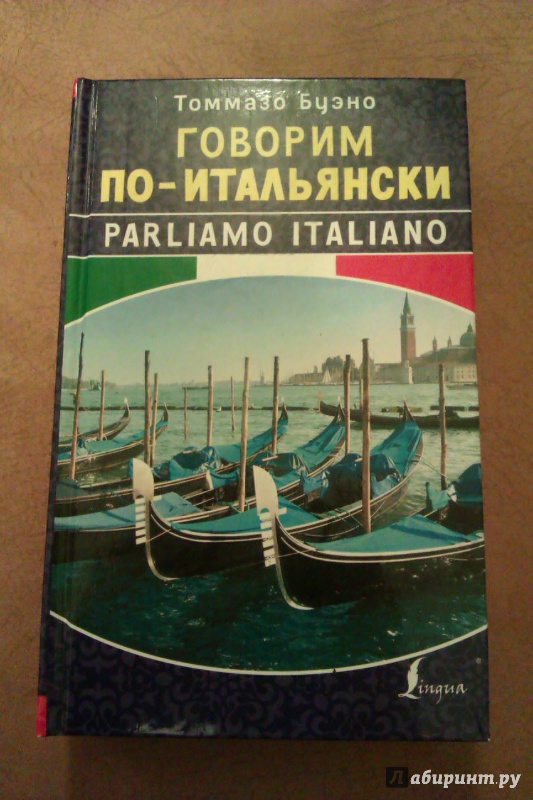 Томмазо Буэно
ГОВОРИМ
ПО-ИТАЛЬЯНСКИ
PARLIAMO ITALIANO
Lingua
Лабиринт.ру